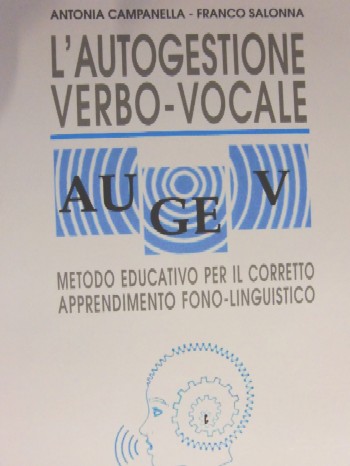 ANTONIA CAMPANELLA - FRANCO SALONNA
L'AUTOGESTIONE
VERBO-VOCALE
AU GE V
METODO EDUCATIVO PER IL CORRETTO
APPRENDIMENTO FONO-LINGUISTICO